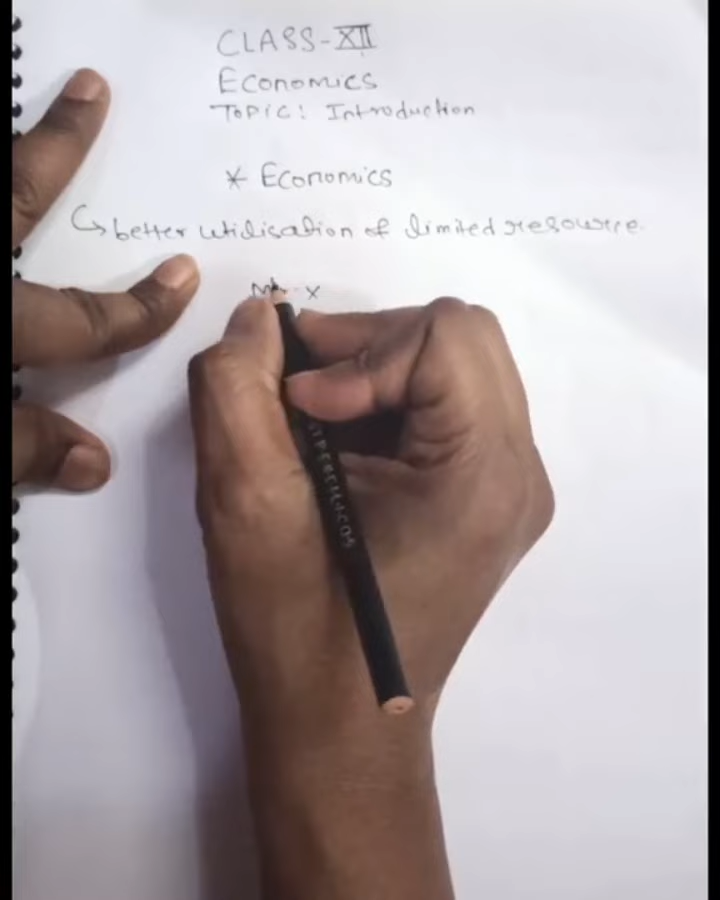 CLASS-XII
Economics
Topic: Introduction
* Economics
↳ better utilisation of limited resource.
x